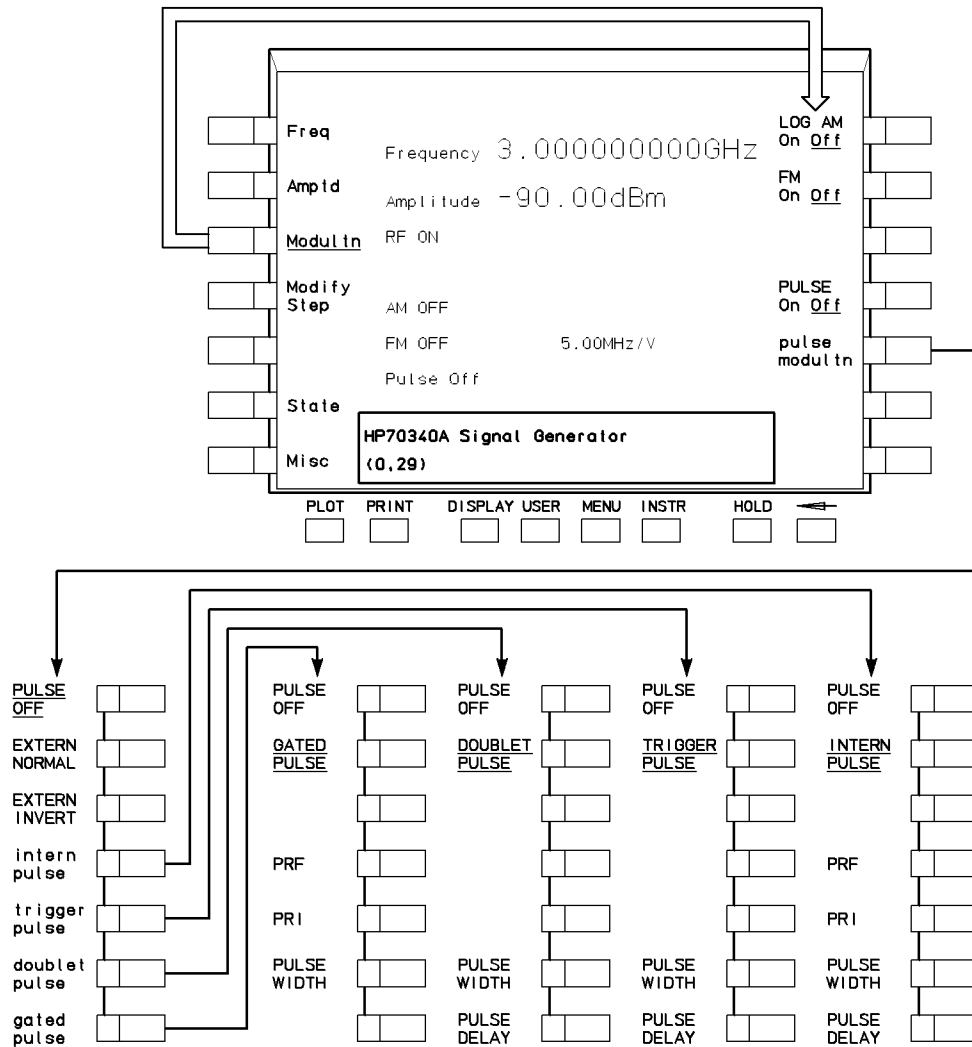 LOG AM
On Off
Freq
Frequency 3.000000000GHz
FM
On Off
Amptd
Amplitude -90.00dBm
Modultn
RF ON
Modify
Step
PULSE
On Off
AM OFF
FM OFF 5.00MHz/V
pulse
modultn
Pulse Off
State
HP70340A Signal Generator
(0,29)
Misc
PLOT PRINT DISPLAY USER MENU INSTR HOLD
PULSE
OFF
EXTERN
NORMAL
EXTERN
INVERT
intern
pulse
trigger
pulse
doublet
pulse
gated
pulse
PULSE
OFF
GATED
PULSE
PRF
PRI
PULSE
WIDTH
PULSE
OFF
DOUBLET
PULSE
PULSE
WIDTH
PULSE
DELAY
PULSE
OFF
TRIGGER
PULSE
PULSE
WIDTH
PULSE
DELAY
PULSE
OFF
INTERN
PULSE
PRF
PRI
PULSE
WIDTH
PULSE
DELAY